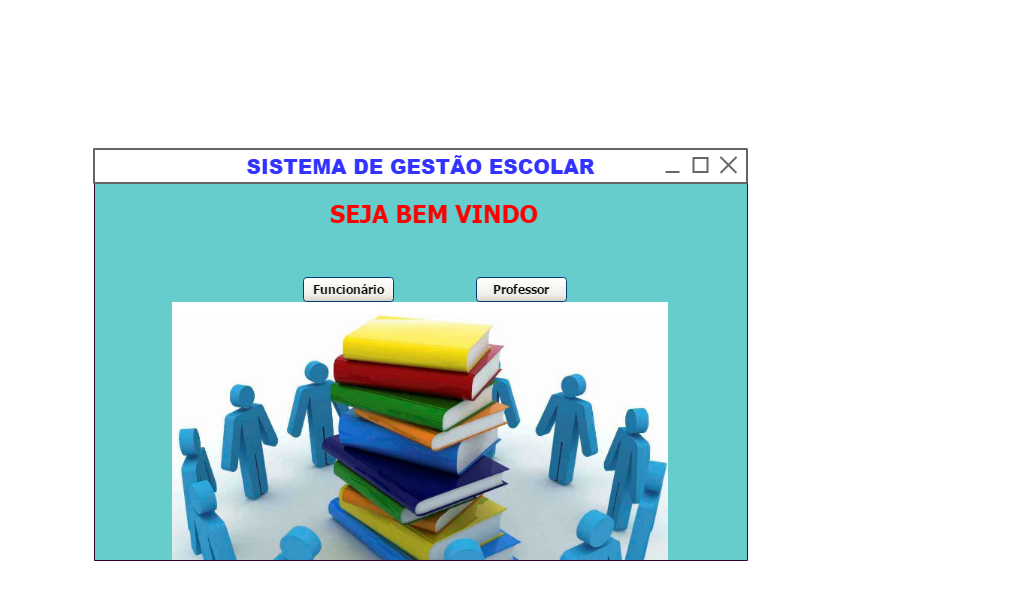 SISTEMA DE GESTÃO ESCOLAR
SEJA BEM VINDO
Funcionário Professor